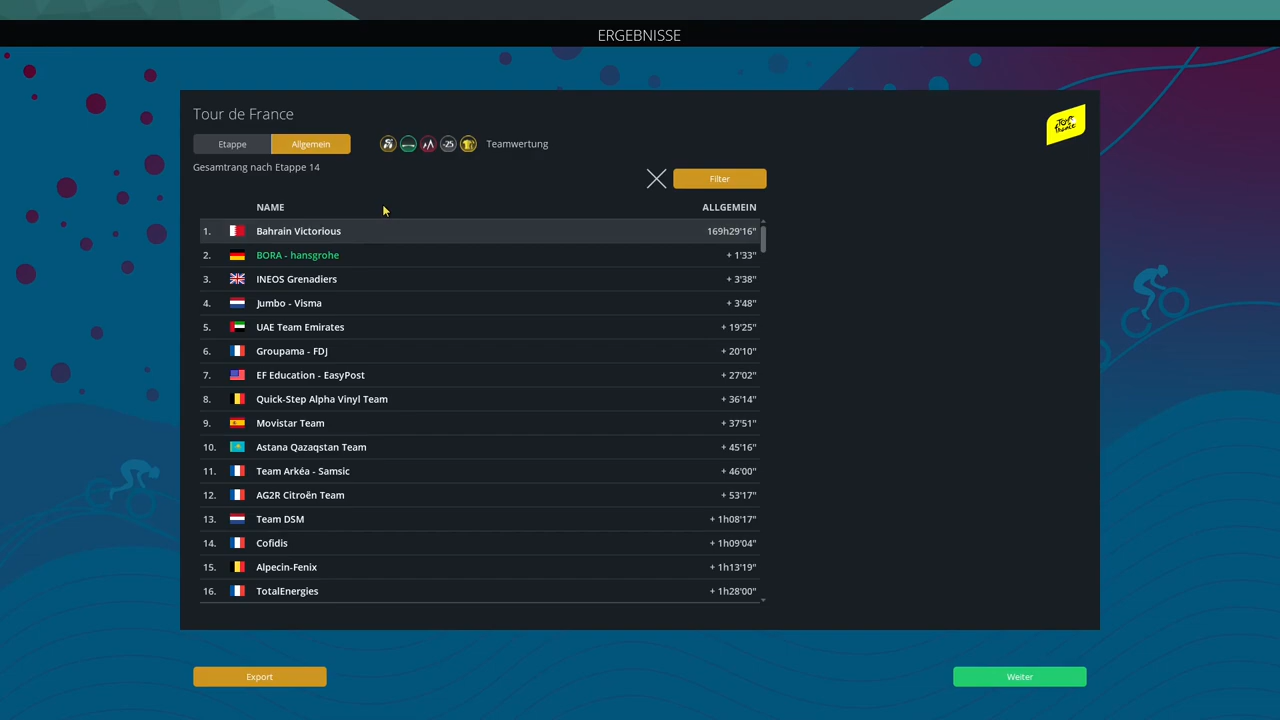 ERGEBNISSE
Tour de France
Etappe Allgemein -25 Teamwertung
Gesamtrang nach Etappe 14
Filter
NAME ALLGEMEIN
1. Bahrain Victorious 169h29'16"
2. BORA - hansgrohe + 1'33"
3. INEOS Grenadiers + 3'38"
4. Jumbo - Visma + 3'48"
5. UAE Team Emirates + 19'25"
6. Groupama - FDJ + 20'10"
7. EF Education - EasyPost + 27'02"
8. Quick-Step Alpha Vinyl Team + 36'14"
9. Movistar Team + 37'51"
10. Astana Qazaqstan Team + 45'16"
11. Team Arkéa - Samsic + 46'00"
12. AG2R Citroën Team + 53'17"
13. Team DSM + 1h08'17"
14. Cofidis + 1h09'04"
15. Alpecin-Fenix + 1h13'19"
16. TotalEnergies + 1h28'00"
Export Weiter